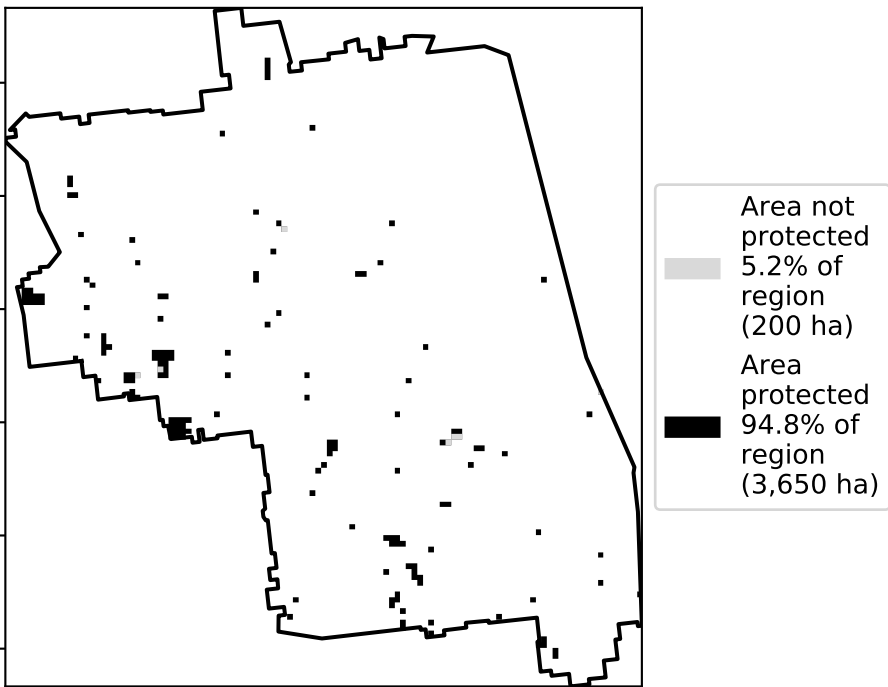 Area not
protected
5.2% of
region
(200 ha)
Area
protected
94.8% of
region
(3,650 ha)